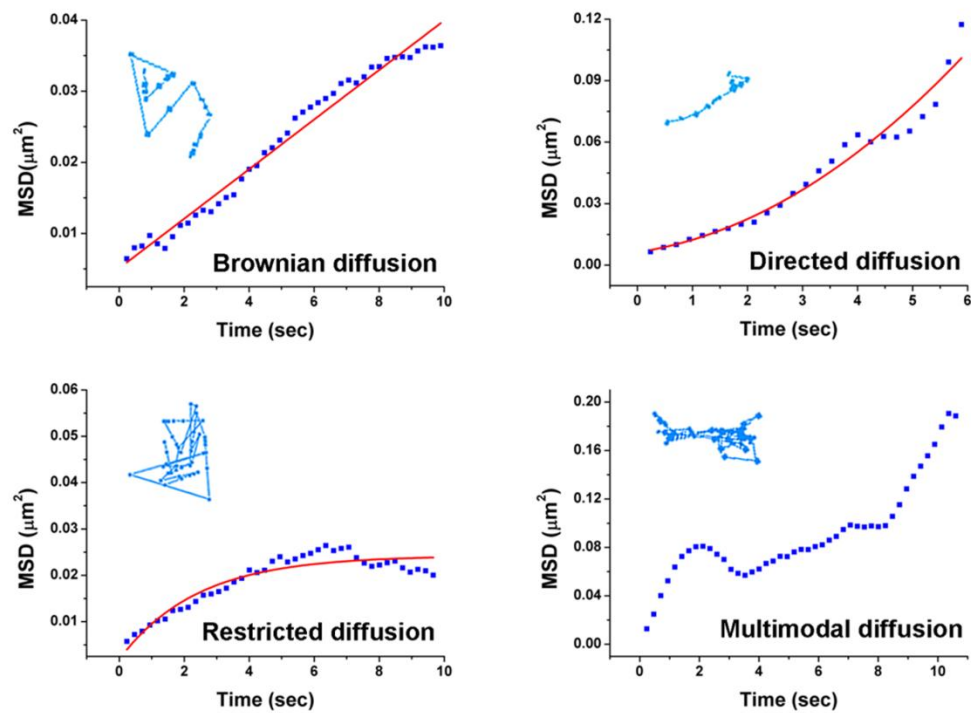 0.04
0.03
0.02
0.01
MSD(μm²)
Brownian diffusion
0 2 4 6 8 10
Time (sec)
0.12
0.09
0.06
0.03
0.00
MSD (μm²)
Directed diffusion
0 1 2 3 4 5 6
Time (sec)
0.06
0.05
0.04
0.03
0.02
0.01
MSD (μm²)
Restricted diffusion
0 2 4 6 8 10
Time (sec)
0.20
0.16
0.12
0.08
0.04
0.00
MSD (μm²)
Multimodal diffusion
0 2 4 6 8 10
Time (sec)